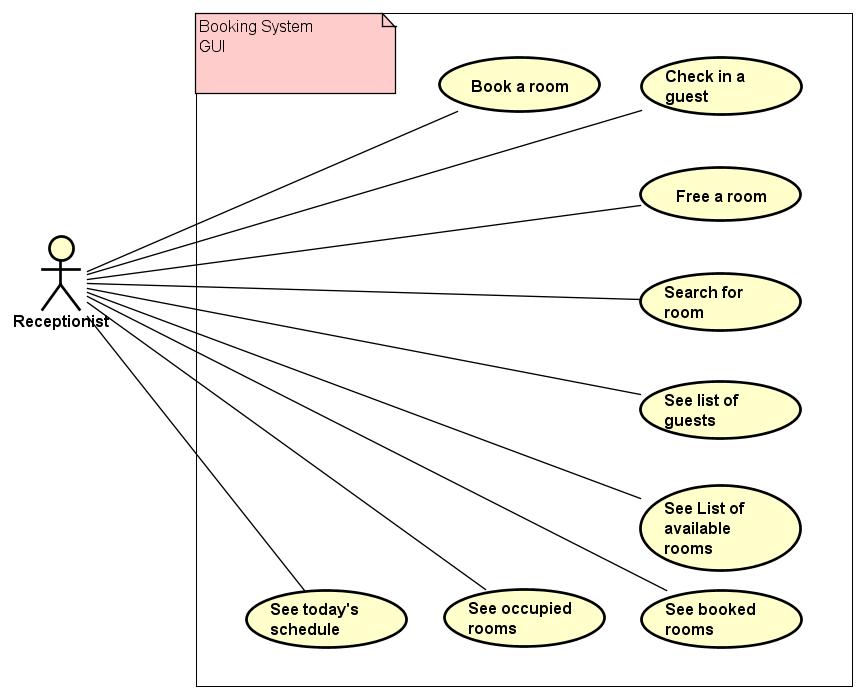 Booking System
GUI
Book a room
Check in a
guest
Free a room
Receptionist
Search for
room
See list of
guests
See List of
available
rooms
See today's
schedule
See occupied
rooms
See booked
rooms